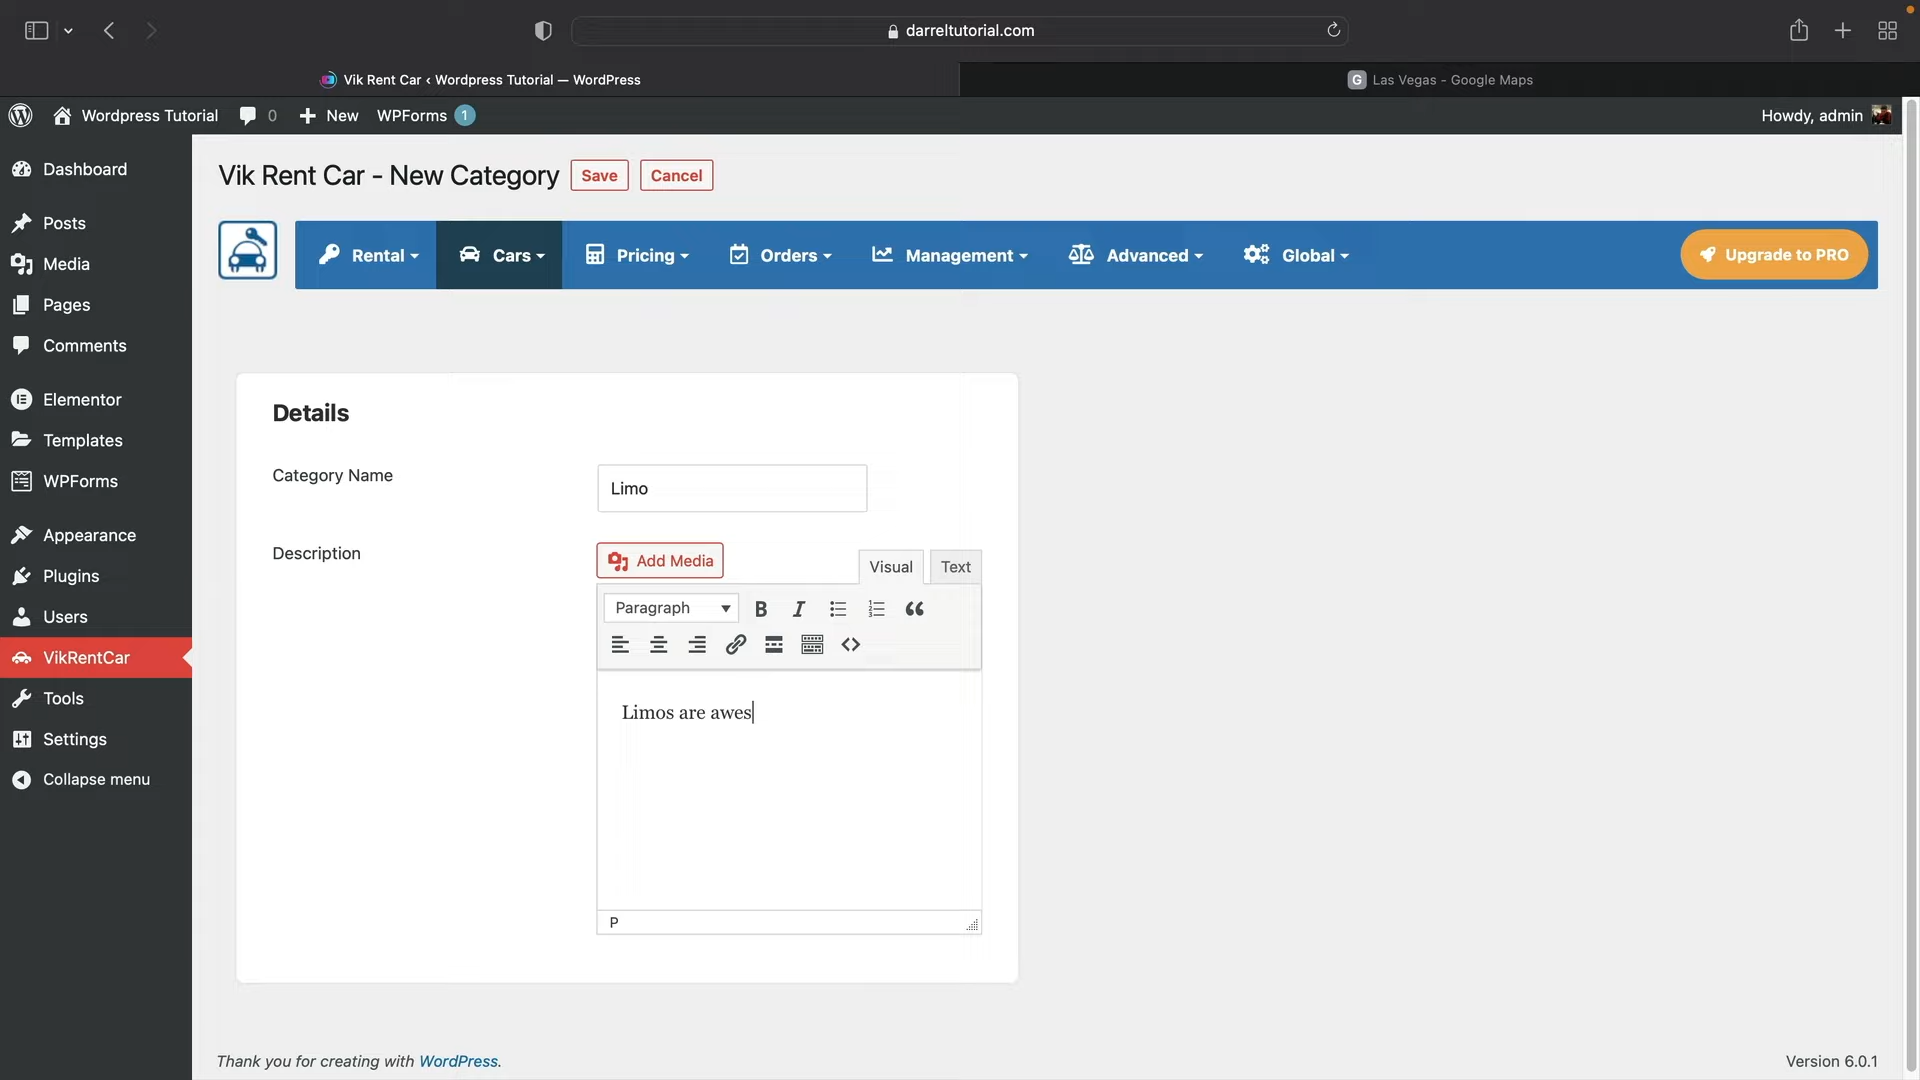 darreltutorial.com
Vik Rent Car ‹ Wordpress Tutorial — WordPress
G Las Vegas - Google Maps
Wordpress Tutorial 0 New WPForms 1 Howdy, admin
Dashboard
Posts
Media
Pages
Comments
Elementor
Templates
WPForms
Appearance
Plugins
Users
VikRentCar
Tools
Settings
Collapse menu
Vik Rent Car - New Category Save Cancel
Rental Cars Pricing Orders Management Advanced Global Upgrade to PRO
Details
Category Name Limo
Description Add Media Visual Text
Paragraph B I
Limos are awes
P
Thank you for creating with WordPress. Version 6.0.1